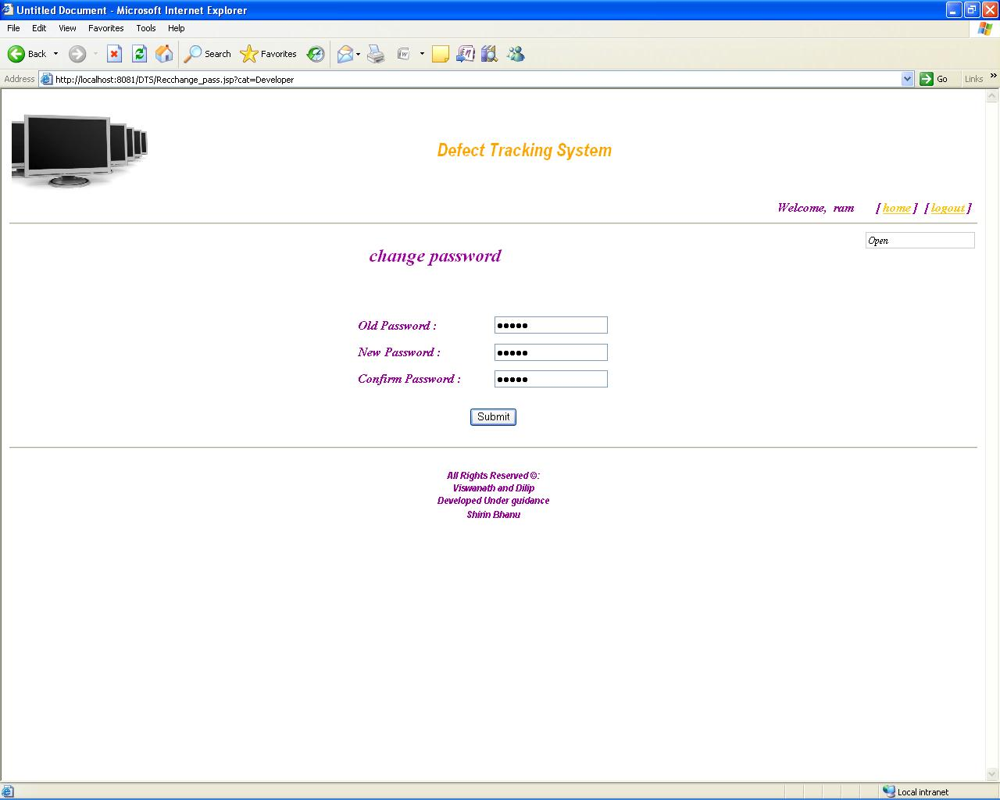 Untitled Document - Microsoft Internet Explorer
File Edit View Favorites Tools Help
Back Search Favorites
Address http://localhost:8081/DTS/Recchange_pass.jsp?cat=Developer Go Links »
Defect Tracking System
Welcome, ram [ home ] [ logout ]
Open
change password
Old Password : •••••
New Password : •••••
Confirm Password : •••••
Submit
All Rights Reserved ©:
Viswanath and Dilip
Developed Under guidance
Shirin Bhanu
Local intranet